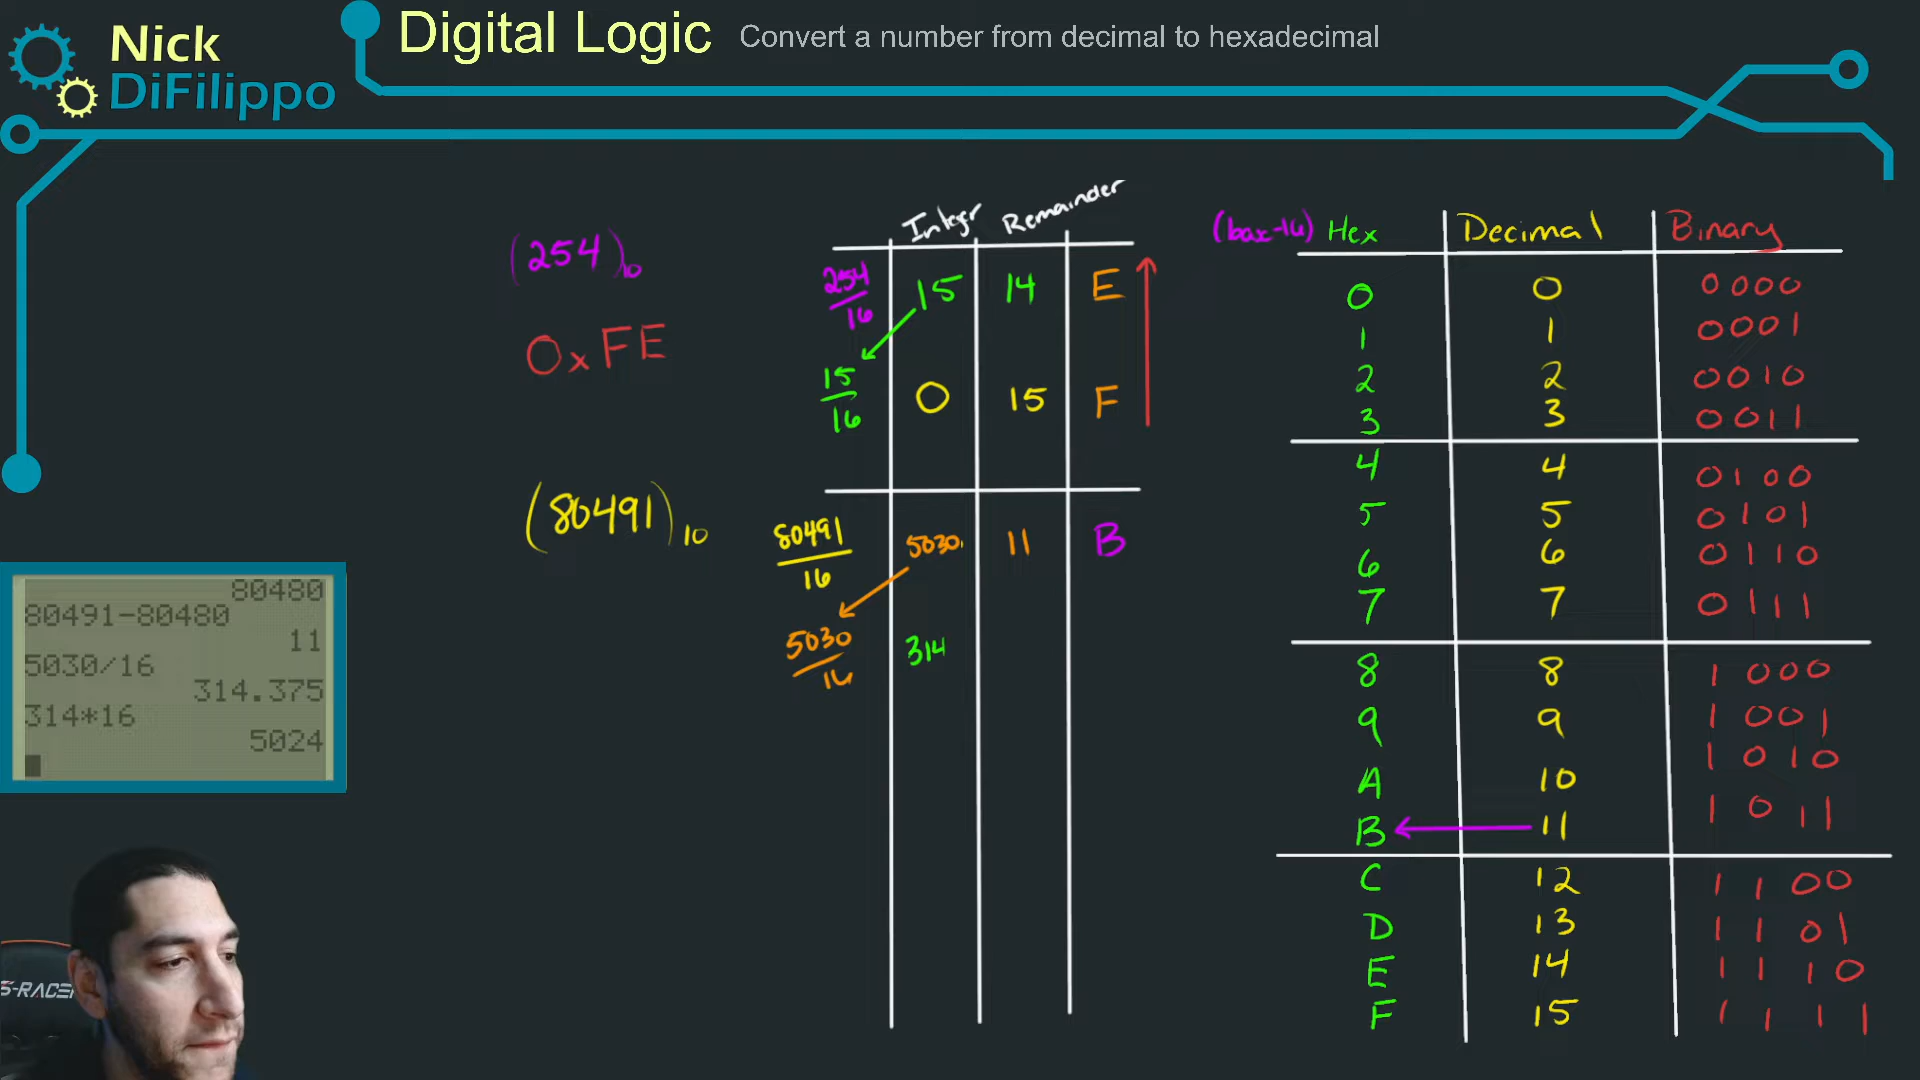 Nick
DiFilippo
Digital Logic
Convert a number from decimal to hexadecimal
(254)10
0xFE
(80491)10
Integer Remainder
254/16 15 14 E
15/16 0 15 F
80491/16 5030. 11 B
5030/16 314
80480
80491-80480
11
5030/16
314.375
314*16
5024
S-RACER
(bax-16) Hex Decimal Binary
0 0 0000
1 1 0001
2 2 0010
3 3 0011
4 4 0100
5 5 0101
6 6 0110
7 7 0111
8 8 1000
9 9 1001
A 10 1010
B 11 1011
C 12 1100
D 13 1101
E 14 1110
F 15 1111